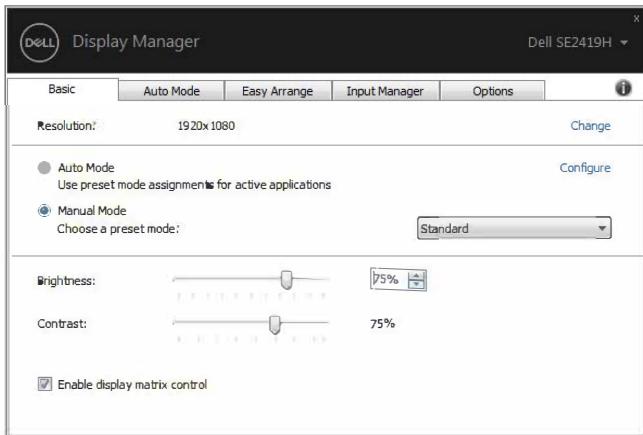 DELL Display Manager Dell SE2419H
Basic Auto Mode Easy Arrange Input Manager Options
Resolution: 1920x1080 Change
Auto Mode Configure
Use preset mode assignments for active applications
Manual Mode
Choose a preset mode: Standard
Brightness: 75%
Contrast: 75%
Enable display matrix control